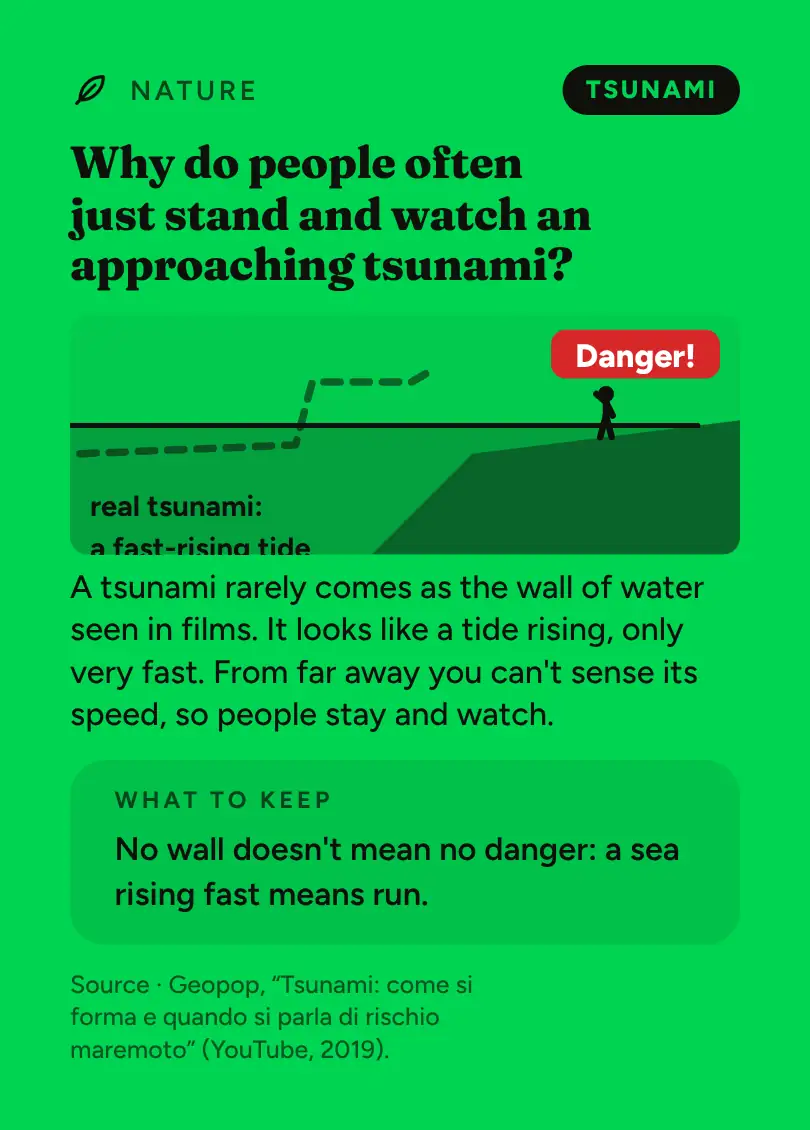 NATURE
TSUNAMI
Why do people often
just stand and watch an
approaching tsunami?
Danger!
real tsunami:
a fast-rising tide
A tsunami rarely comes as the wall of water
seen in films. It looks like a tide rising, only
very fast. From far away you can't sense its
speed, so people stay and watch.
WHAT TO KEEP
No wall doesn't mean no danger: a sea
rising fast means run.
Source · Geopop, “Tsunami: come si
forma e quando si parla di rischio
maremoto” (YouTube, 2019).